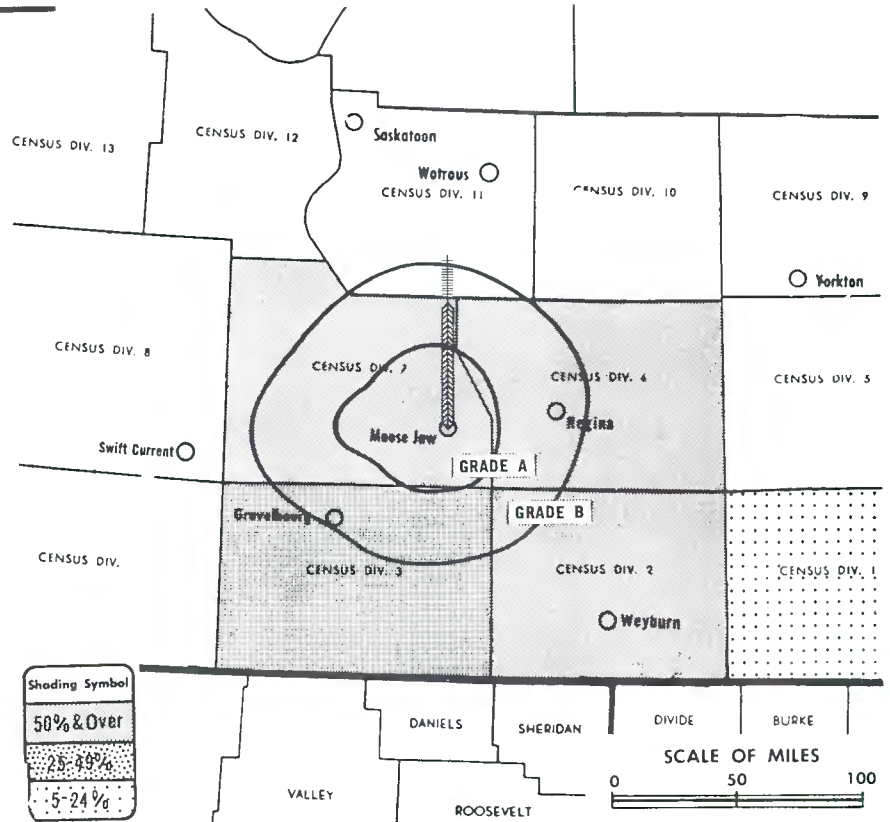 CENSUS DIV. 13
CENSUS DIV. 12
Saskatoon
Watrous
CENSUS DIV. 11
CENSUS DIV. 10
CENSUS DIV. 9
Yorkton
CENSUS DIV. 8
CENSUS DIV. 7
CENSUS DIV. 6
CENSUS DIV. 5
Regina
Moose Jaw
Swift Current
GRADE A
GRADE B
Gravelbourg
CENSUS DIV.
CENSUS DIV. 3
CENSUS DIV. 2
CENSUS DIV. 1
Weyburn
Shading Symbol
50% & Over
25-49%
5-24%
DANIELS
SHERIDAN
DIVIDE
BURKE
SCALE OF MILES
0 50 100
VALLEY
ROOSEVELT